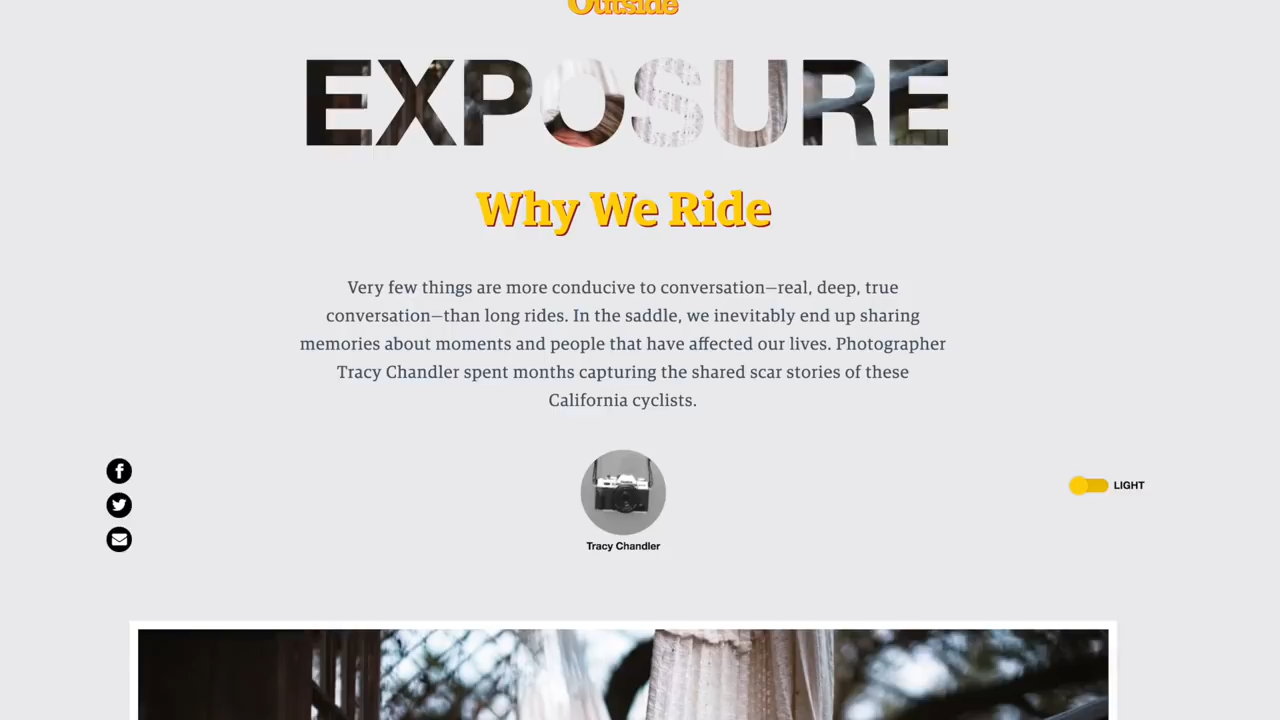 Outside
EXPOSURE
Why We Ride
Very few things are more conducive to conversation—real, deep, true
conversation—than long rides. In the saddle, we inevitably end up sharing
memories about moments and people that have affected our lives. Photographer
Tracy Chandler spent months capturing the shared scar stories of these
California cyclists.
LIGHT
Tracy Chandler